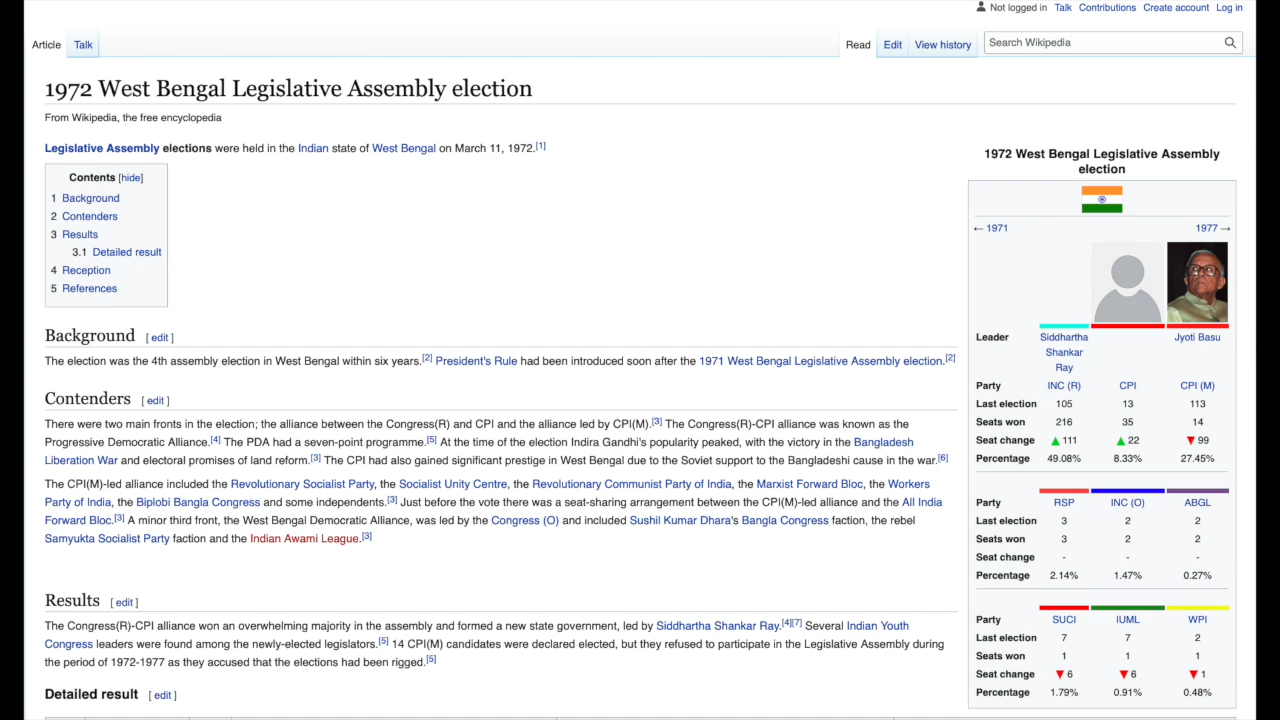 Not logged in Talk Contributions Create account Log in
Article Talk Read Edit View history Search Wikipedia
1972 West Bengal Legislative Assembly election
From Wikipedia, the free encyclopedia
Legislative Assembly elections were held in the Indian state of West Bengal on March 11, 1972.[1]
Contents [hide]
1 Background
2 Contenders
3 Results
3.1 Detailed result
4 Reception
5 References
Background [ edit ]
The election was the 4th assembly election in West Bengal within six years.[2] President's Rule had been introduced soon after the 1971 West Bengal Legislative Assembly election.[2]
Contenders [ edit ]
There were two main fronts in the election; the alliance between the Congress(R) and CPI and the alliance led by CPI(M).[3] The Congress(R)-CPI alliance was known as the
Progressive Democratic Alliance.[4] The PDA had a seven-point programme.[5] At the time of the election Indira Gandhi's popularity peaked, with the victory in the Bangladesh
Liberation War and electoral promises of land reform.[3] The CPI had also gained significant prestige in West Bengal due to the Soviet support to the Bangladeshi cause in the war.[6]
The CPI(M)-led alliance included the Revolutionary Socialist Party, the Socialist Unity Centre, the Revolutionary Communist Party of India, the Marxist Forward Bloc, the Workers
Party of India, the Biplobi Bangla Congress and some independents.[3] Just before the vote there was a seat-sharing arrangement between the CPI(M)-led alliance and the All India
Forward Bloc.[3] A minor third front, the West Bengal Democratic Alliance, was led by the Congress (O) and included Sushil Kumar Dhara's Bangla Congress faction, the rebel
Samyukta Socialist Party faction and the Indian Awami League.[3]
Results [ edit ]
The Congress(R)-CPI alliance won an overwhelming majority in the assembly and formed a new state government, led by Siddhartha Shankar Ray.[4][7] Several Indian Youth
Congress leaders were found among the newly-elected legislators.[5] 14 CPI(M) candidates were declared elected, but they refused to participate in the Legislative Assembly during
the period of 1972-1977 as they accused that the elections had been rigged.[5]
Detailed result [ edit ]
1972 West Bengal Legislative Assembly
election
← 1971 1977 →
Leader Siddhartha Jyoti Basu
Shankar
Ray
Party INC (R) CPI CPI (M)
Last election 105 13 113
Seats won 216 35 14
Seat change ▲ 111 ▲ 22 ▼ 99
Percentage 49.08% 8.33% 27.45%
Party RSP INC (O) ABGL
Last election 3 2 2
Seats won 3 2 2
Seat change - - -
Percentage 2.14% 1.47% 0.27%
Party SUCI IUML WPI
Last election 7 7 2
Seats won 1 1 1
Seat change ▼ 6 ▼ 6 ▼ 1
Percentage 1.79% 0.91% 0.48%